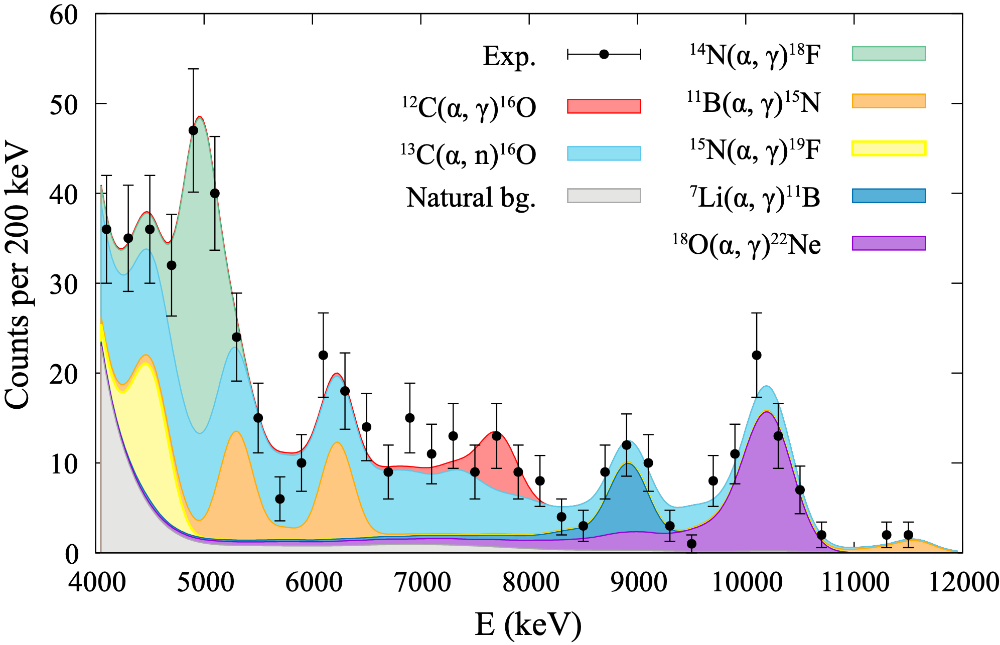 60
50
40
30
20
10
0
Counts per 200 keV
Exp.
¹²C(α, γ)¹⁶O
¹³C(α, n)¹⁶O
Natural bg.
¹⁴N(α, γ)¹⁸F
¹¹B(α, γ)¹⁵N
¹⁵N(α, γ)¹⁹F
⁷Li(α, γ)¹¹B
¹⁸O(α, γ)²²Ne
4000 5000 6000 7000 8000 9000 10000 11000 12000
E (keV)